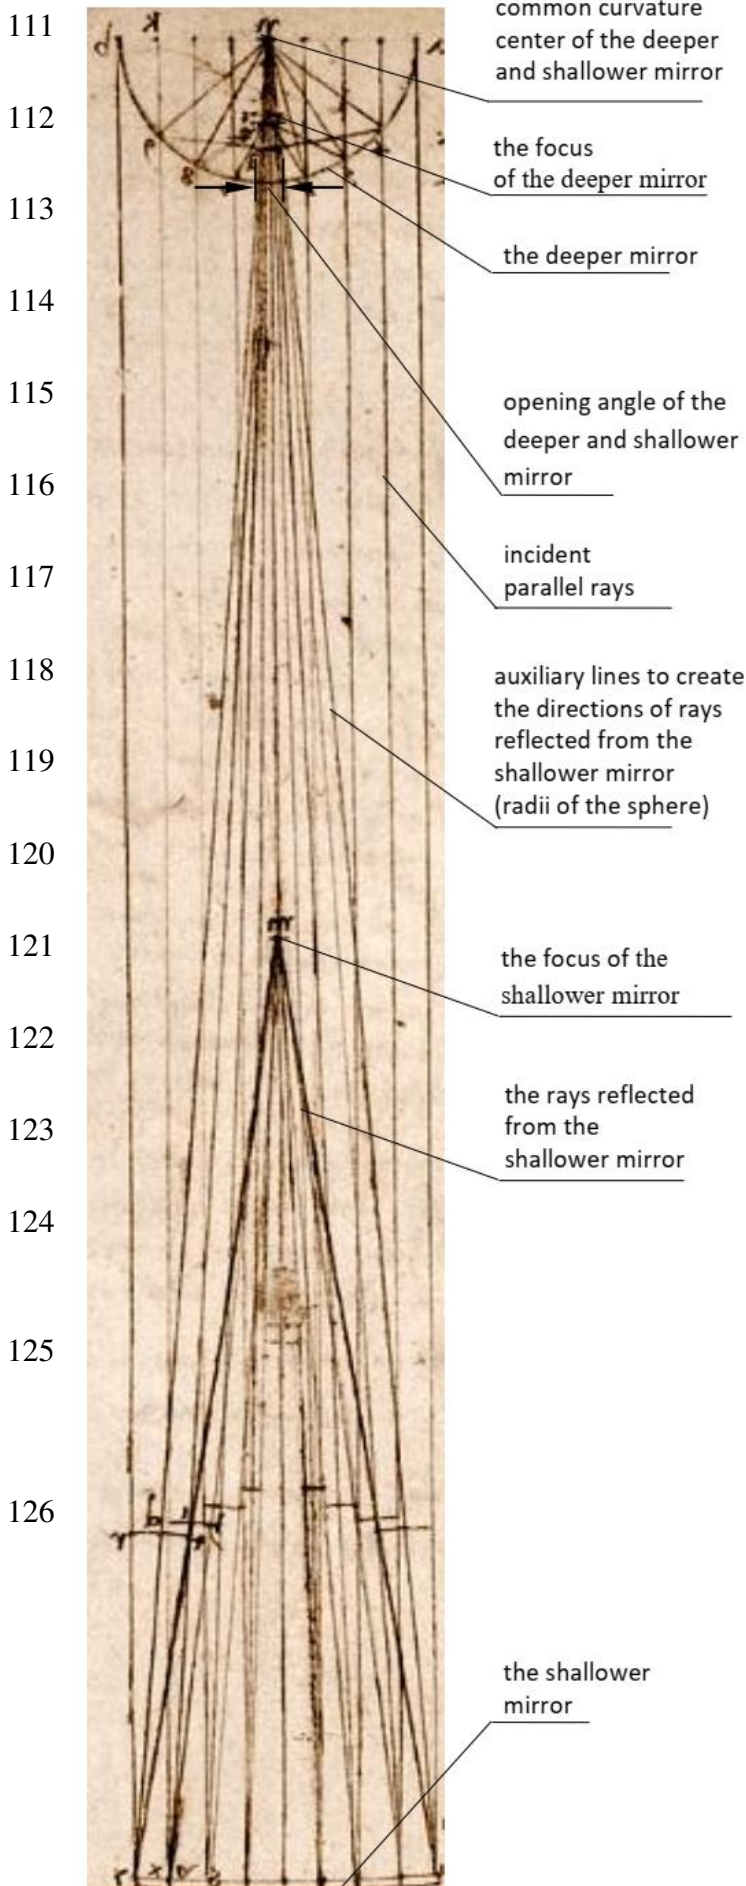 111
common curvature
center of the deeper
and shallower mirror
112
the focus
of the deeper mirror
113
the deeper mirror
114
115
opening angle of the
deeper and shallower
mirror
116
incident
parallel rays
117
118
auxiliary lines to create
the directions of rays
reflected from the
shallower mirror
(radii of the sphere)
119
120
121
the focus of the
shallower mirror
122
the rays reflected
from the
shallower mirror
123
124
125
126
the shallower
mirror